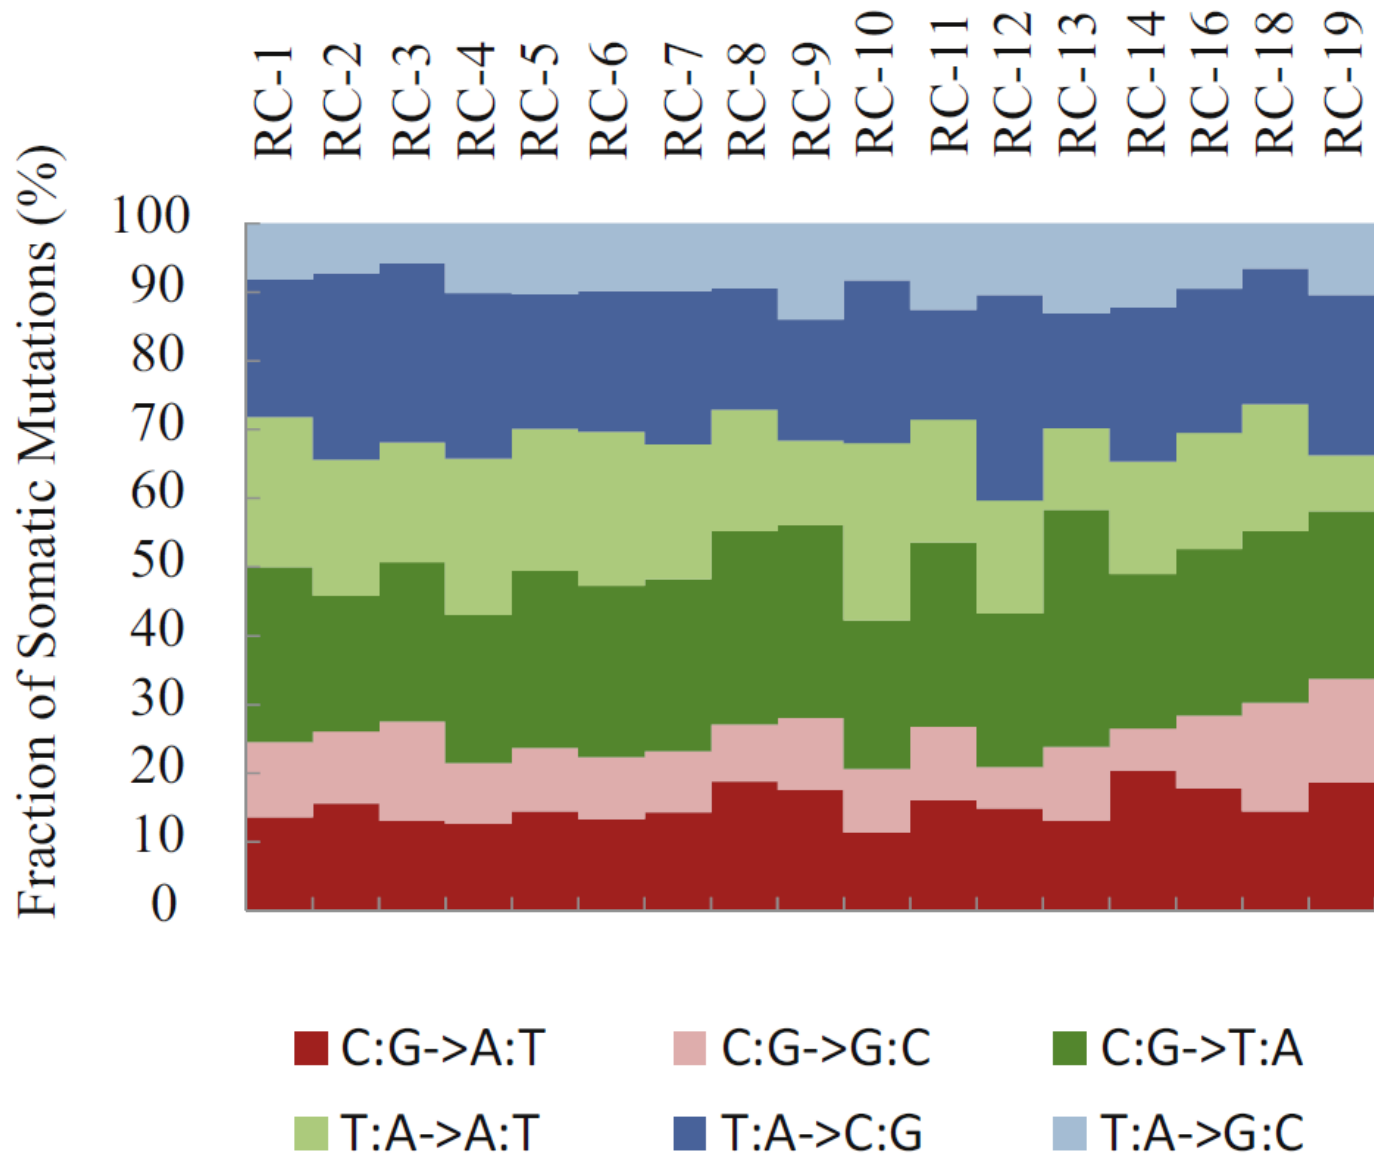 RC-1
RC-2
RC-3
RC-4
RC-5
RC-6
RC-7
RC-8
RC-9
RC-10
RC-11
RC-12
RC-13
RC-14
RC-16
RC-18
RC-19
Fraction of Somatic Mutations (%)
100
90
80
70
60
50
40
30
20
10
0
C:G->A:T C:G->G:C C:G->T:A
T:A->A:T T:A->C:G T:A->G:C